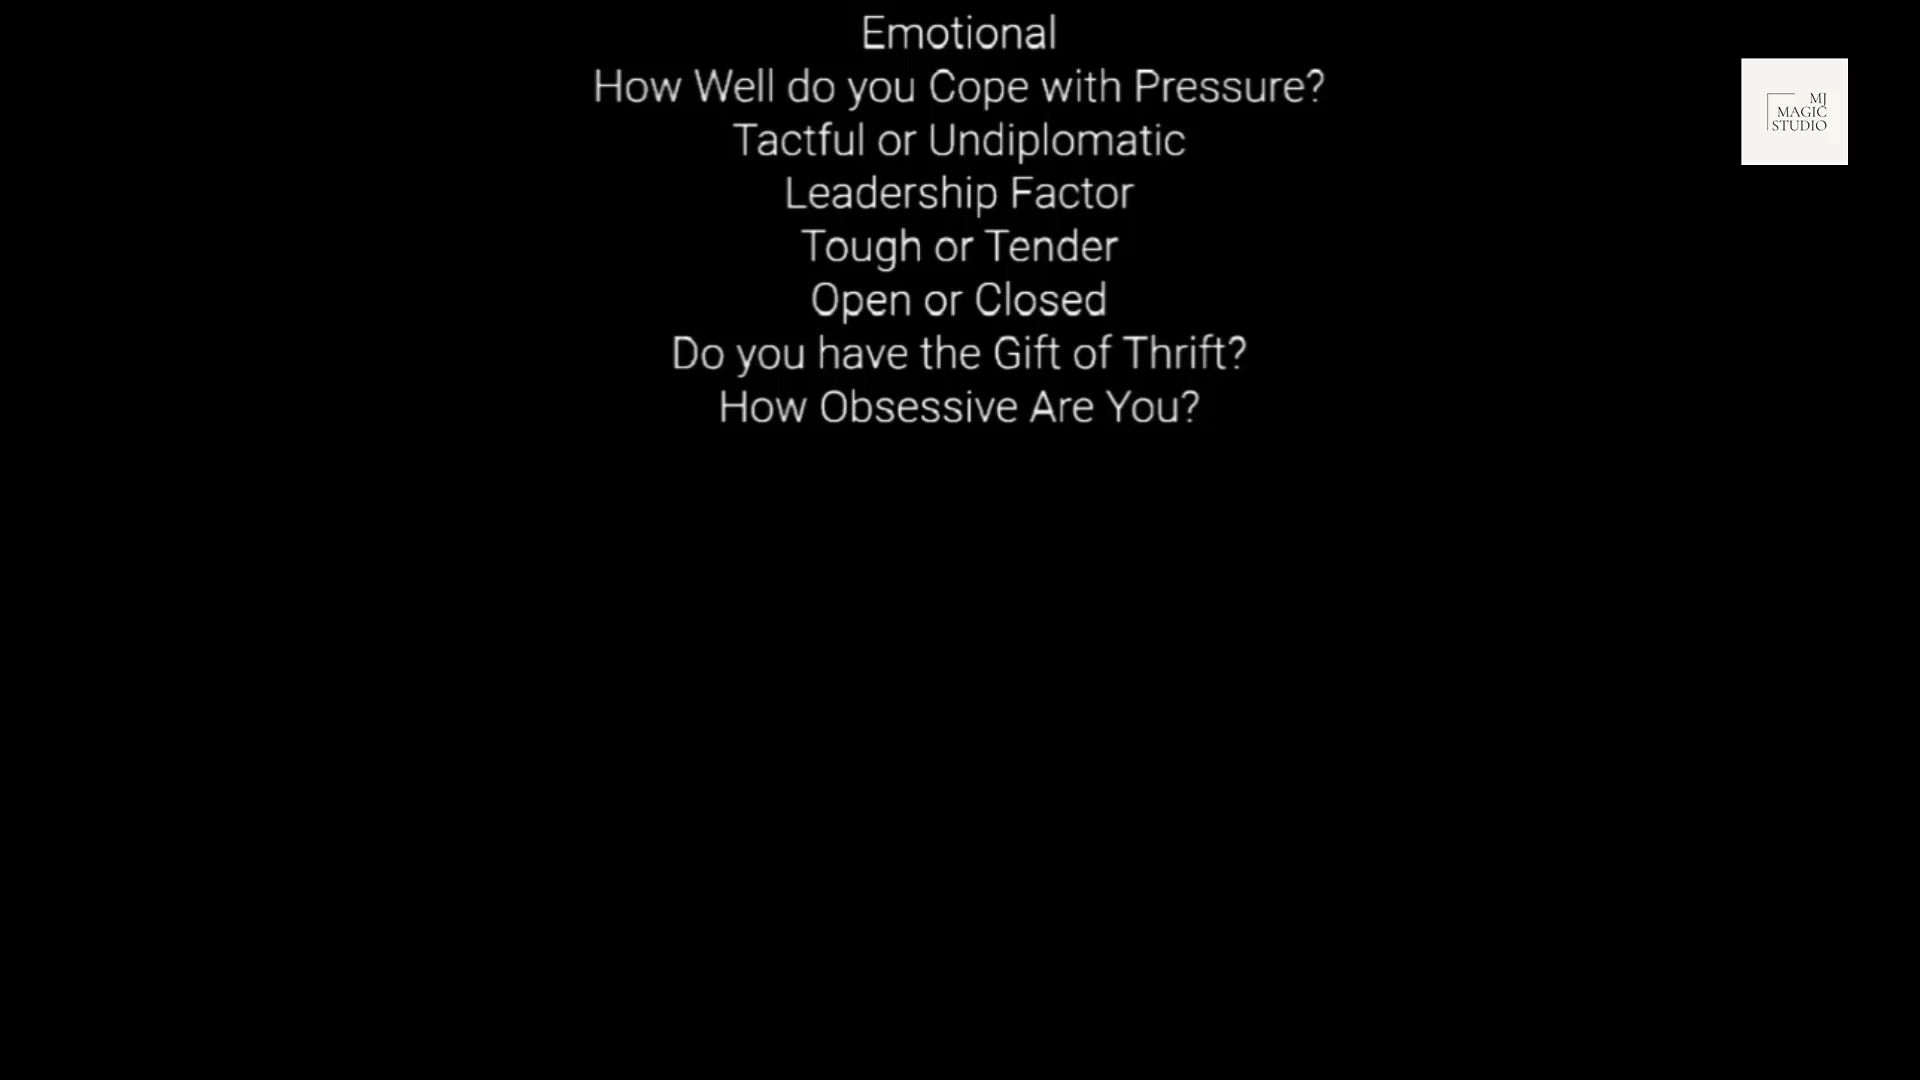 Emotional
How Well do you Cope with Pressure?
Tactful or Undiplomatic
Leadership Factor
Tough or Tender
Open or Closed
Do you have the Gift of Thrift?
How Obsessive Are You?
MJ
MAGIC
STUDIO